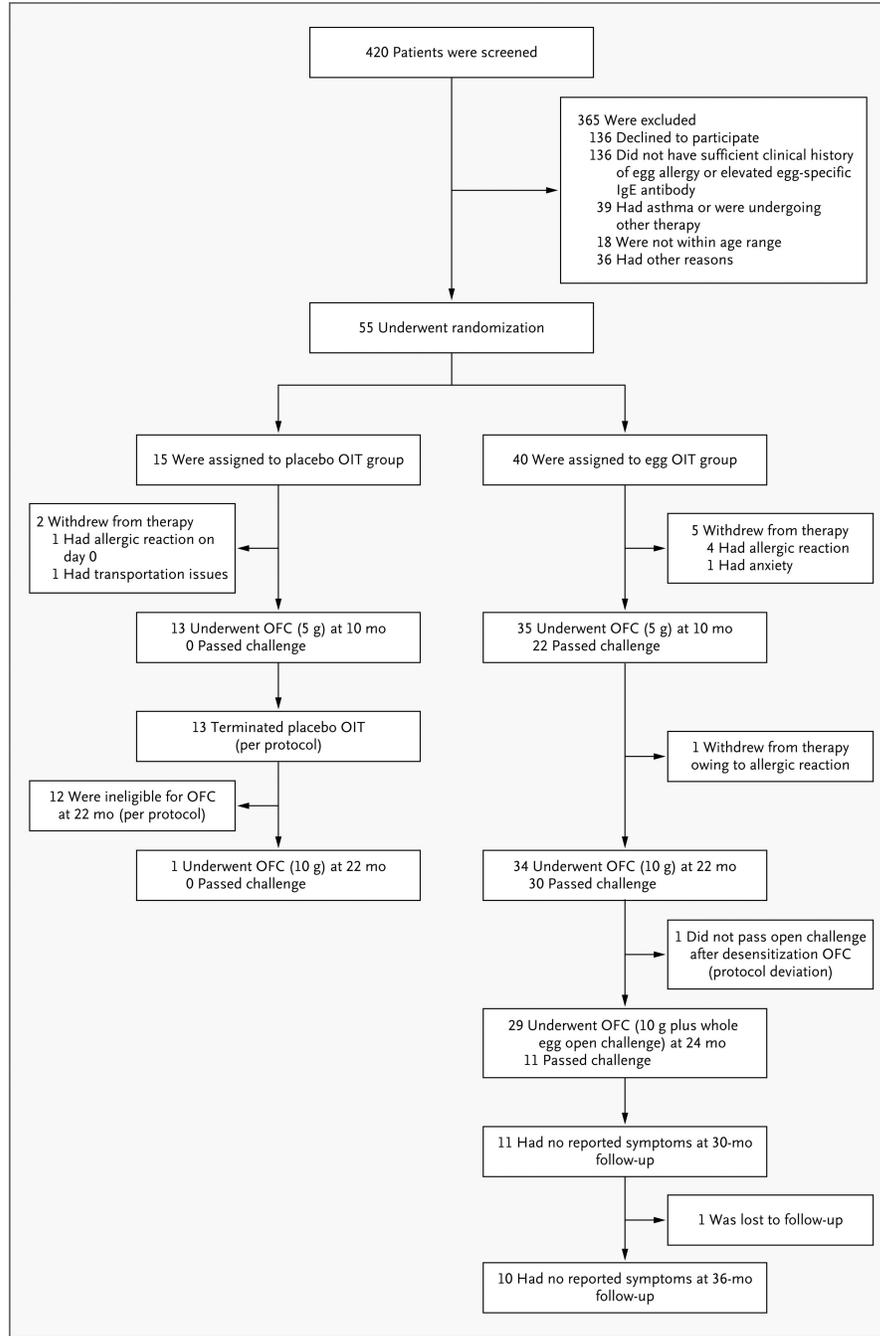 420 Patients were screened
365 Were excluded
136 Declined to participate
136 Did not have sufficient clinical history
of egg allergy or elevated egg-specific
IgE antibody
39 Had asthma or were undergoing
other therapy
18 Were not within age range
36 Had other reasons
55 Underwent randomization
15 Were assigned to placebo OIT group
40 Were assigned to egg OIT group
2 Withdrew from therapy
1 Had allergic reaction on
day 0
1 Had transportation issues
5 Withdrew from therapy
4 Had allergic reaction
1 Had anxiety
13 Underwent OFC (5 g) at 10 mo
0 Passed challenge
35 Underwent OFC (5 g) at 10 mo
22 Passed challenge
13 Terminated placebo OIT
(per protocol)
1 Withdrew from therapy
owing to allergic reaction
12 Were ineligible for OFC
at 22 mo (per protocol)
1 Underwent OFC (10 g) at 22 mo
0 Passed challenge
34 Underwent OFC (10 g) at 22 mo
30 Passed challenge
1 Did not pass open challenge
after desensitization OFC
(protocol deviation)
29 Underwent OFC (10 g plus whole
egg open challenge) at 24 mo
11 Passed challenge
11 Had no reported symptoms at 30-mo
follow-up
1 Was lost to follow-up
10 Had no reported symptoms at 36-mo
follow-up